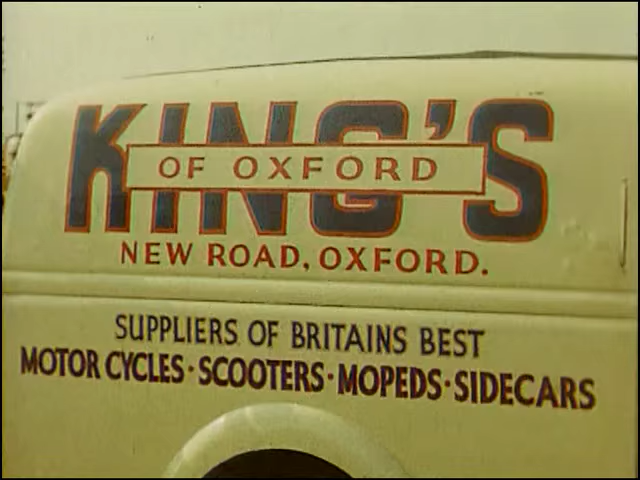 KING'S
OF OXFORD
NEW ROAD, OXFORD.
SUPPLIERS OF BRITAINS BEST
MOTOR CYCLES · SCOOTERS · MOPEDS · SIDECARS